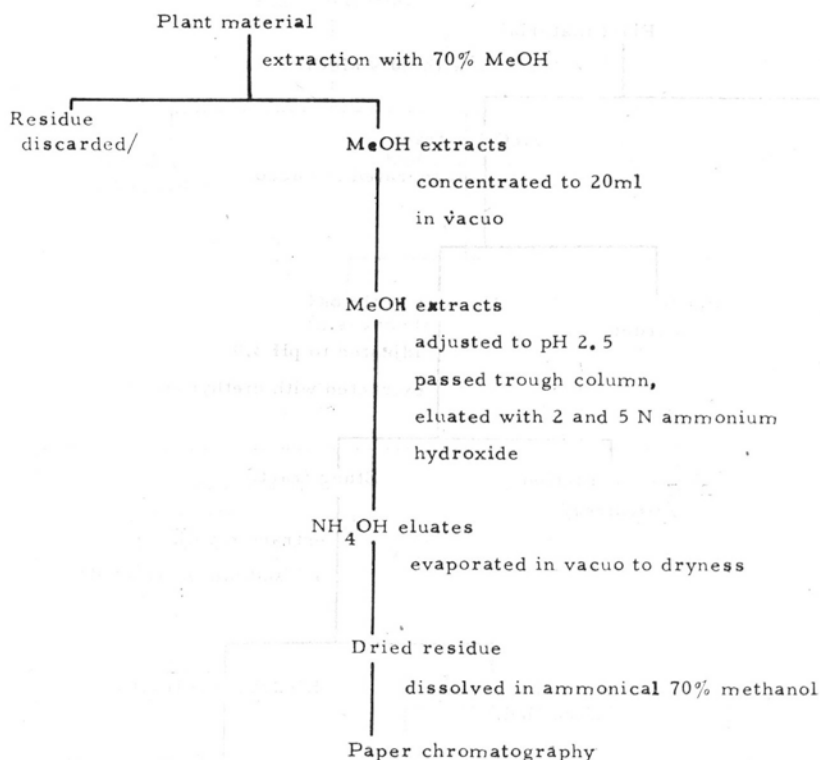 Plant material
extraction with 70% MeOH
Residue
discarded/
MeOH extracts
concentrated to 20ml
in vacuo
MeOH extracts
adjusted to pH 2.5
passed trough column,
eluated with 2 and 5 N ammonium
hydroxide
NH4OH eluates
evaporated in vacuo to dryness
Dried residue
dissolved in ammonical 70% methanol
Paper chromatography